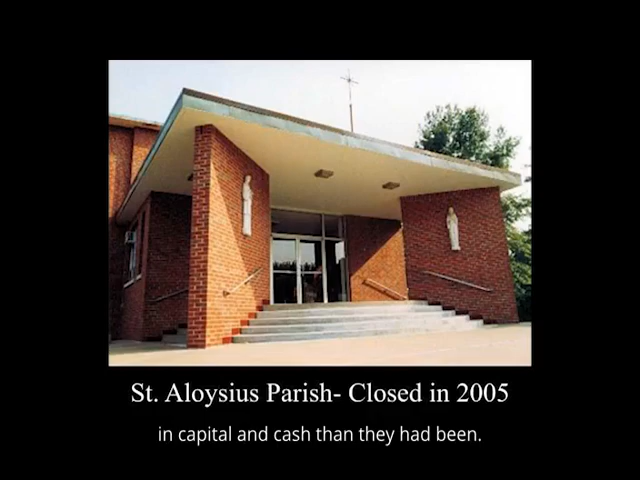 St. Aloysius Parish- Closed in 2005
in capital and cash than they had been.